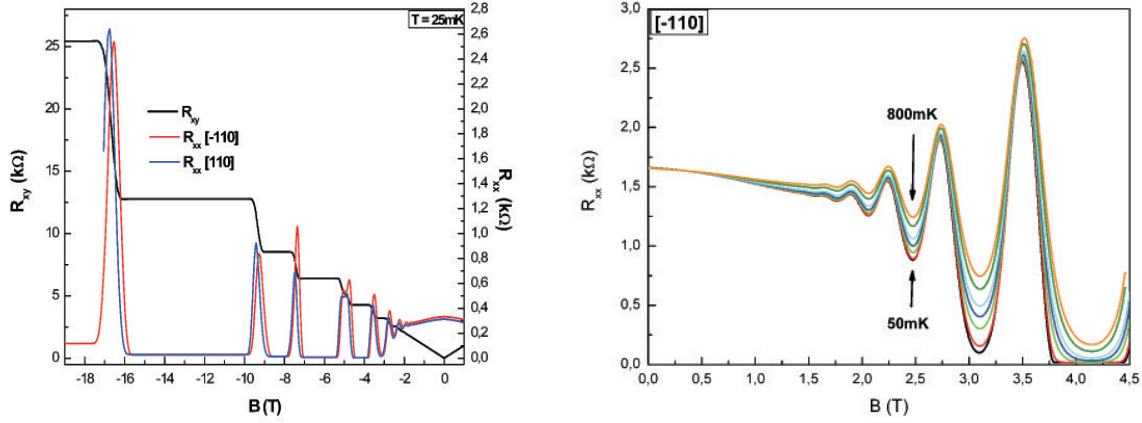 T = 25mK
R_xy
R_xx [-110]
R_xx [110]
R_xy (kΩ)
25
20
15
10
5
0
R_xx (kΩ)
2,8
2,6
2,4
2,2
2,0
1,8
1,6
1,4
1,2
1,0
0,8
0,6
0,4
0,2
0,0
-18 -16 -14 -12 -10 -8 -6 -4 -2 0
B (T)
[-110]
800mK
50mK
R_xx (kΩ)
3,0
2,5
2,0
1,5
1,0
0,5
0,0
0,0 0,5 1,0 1,5 2,0 2,5 3,0 3,5 4,0 4,5
B (T)